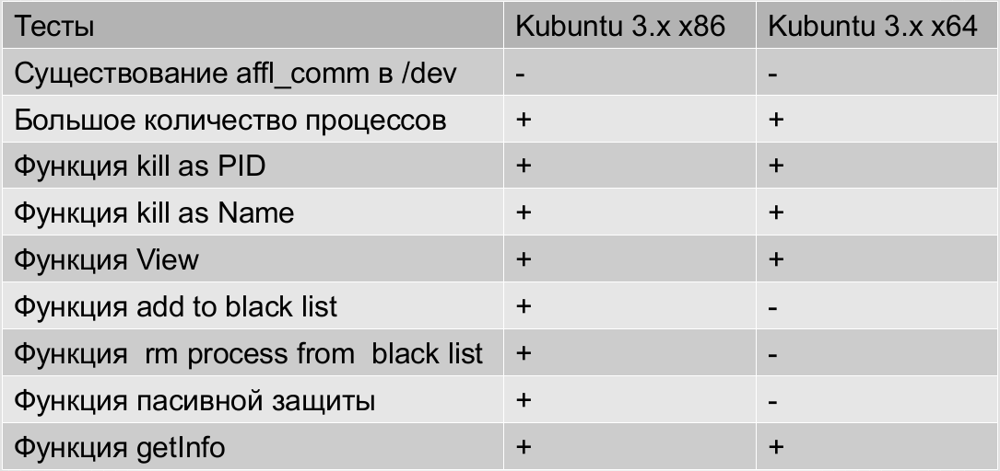 Тесты Kubuntu 3.x x86 Kubuntu 3.x x64
Существование affl_comm в /dev - -
Большое количество процессов + +
Функция kill as PID + +
Функция kill as Name + +
Функция View + +
Функция add to black list + -
Функция rm process from black list + -
Функция пасивной защиты + -
Функция getInfo + +